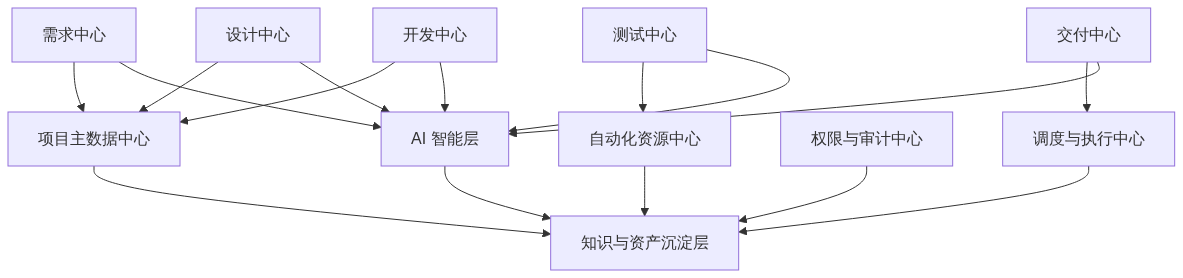 需求中心
设计中心
开发中心
测试中心
交付中心
项目主数据中心
AI 智能层
自动化资源中心
权限与审计中心
调度与执行中心
知识与资产沉淀层